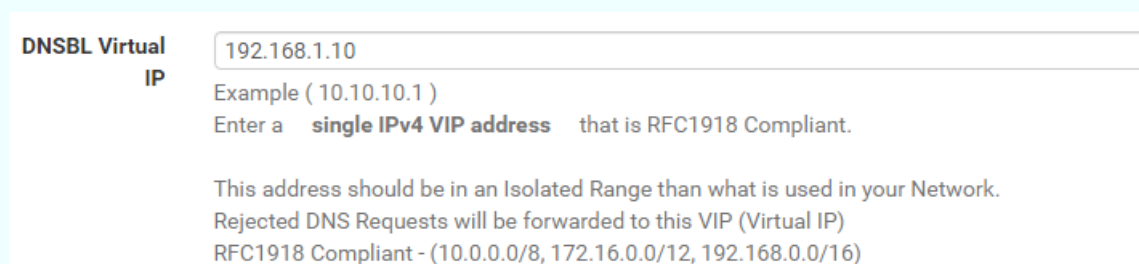 DNSBL Virtual IP
192.168.1.10
Example ( 10.10.10.1 )
Enter a single IPv4 VIP address that is RFC1918 Compliant.
This address should be in an Isolated Range than what is used in your Network.
Rejected DNS Requests will be forwarded to this VIP (Virtual IP)
RFC1918 Compliant - (10.0.0.0/8, 172.16.0.0/12, 192.168.0.0/16)